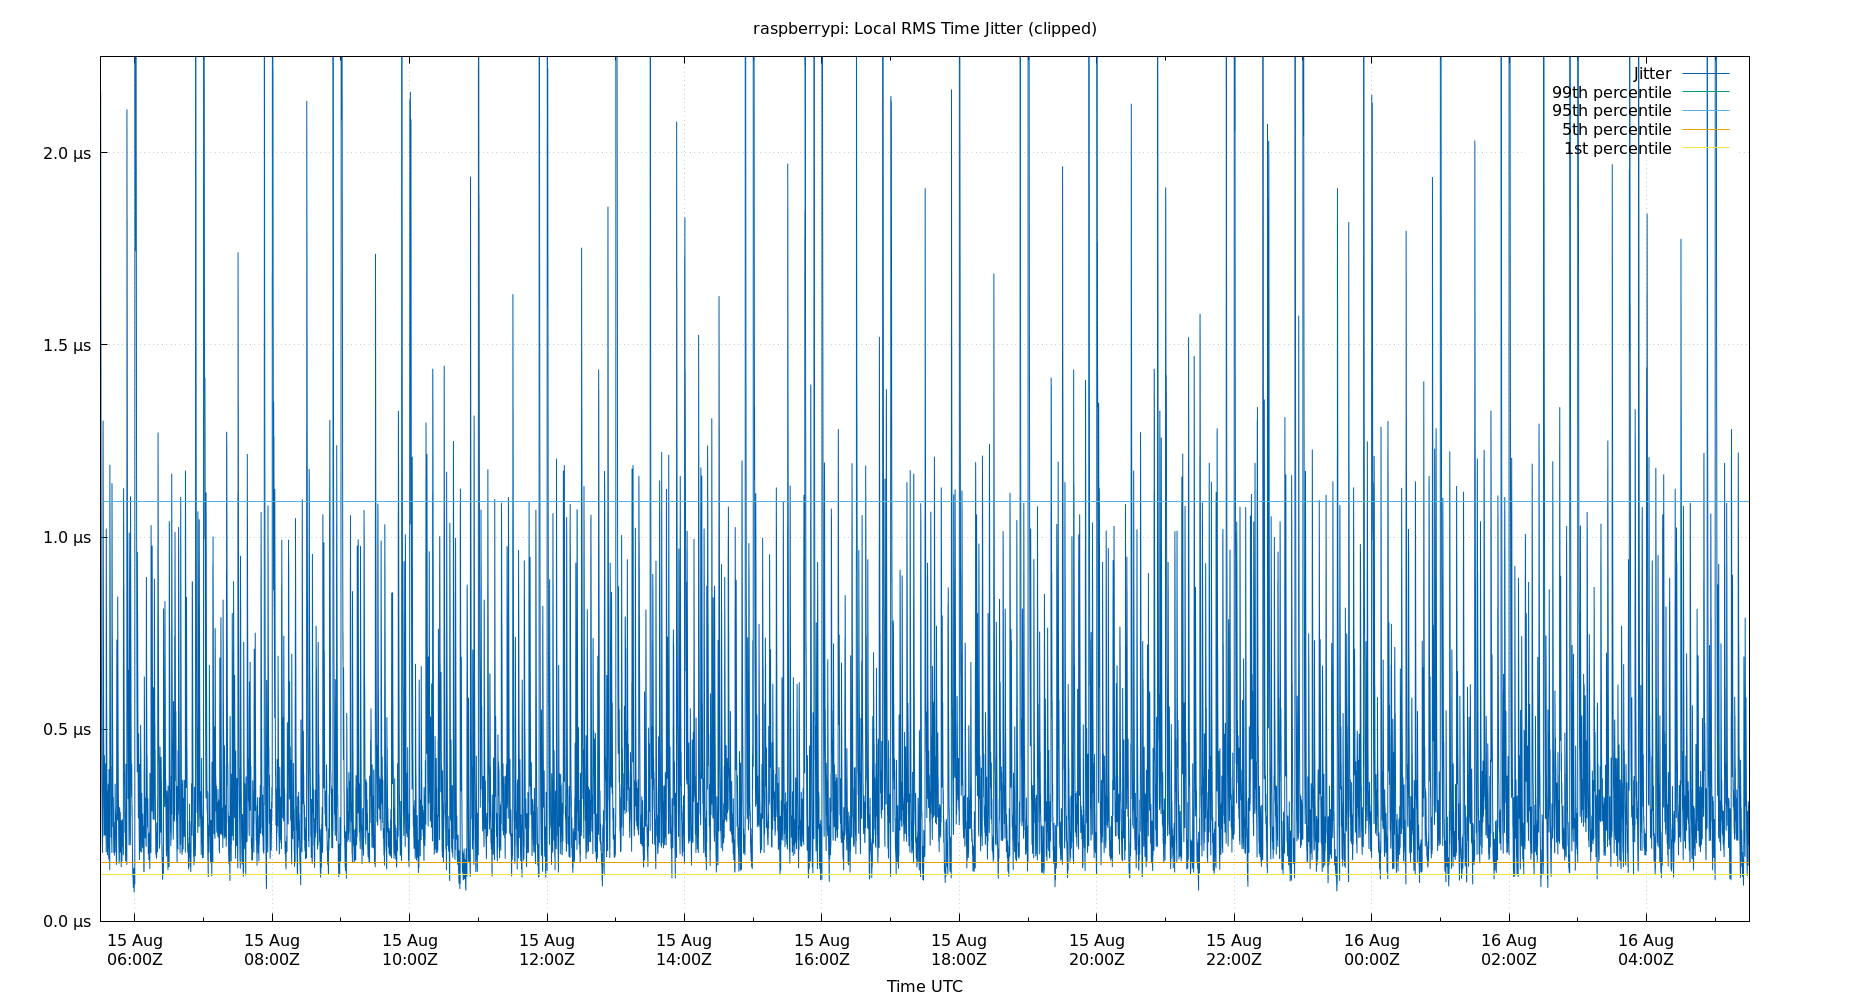 raspberrypi: Local RMS Time Jitter (clipped)
Jitter
99th percentile
95th percentile
5th percentile
1st percentile
2.0 µs
1.5 µs
1.0 µs
0.5 µs
0.0 µs
15 Aug 15 Aug 15 Aug 15 Aug 15 Aug 15 Aug 15 Aug 15 Aug 15 Aug 16 Aug 16 Aug 16 Aug
06:00Z 08:00Z 10:00Z 12:00Z 14:00Z 16:00Z 18:00Z 20:00Z 22:00Z 00:00Z 02:00Z 04:00Z
Time UTC